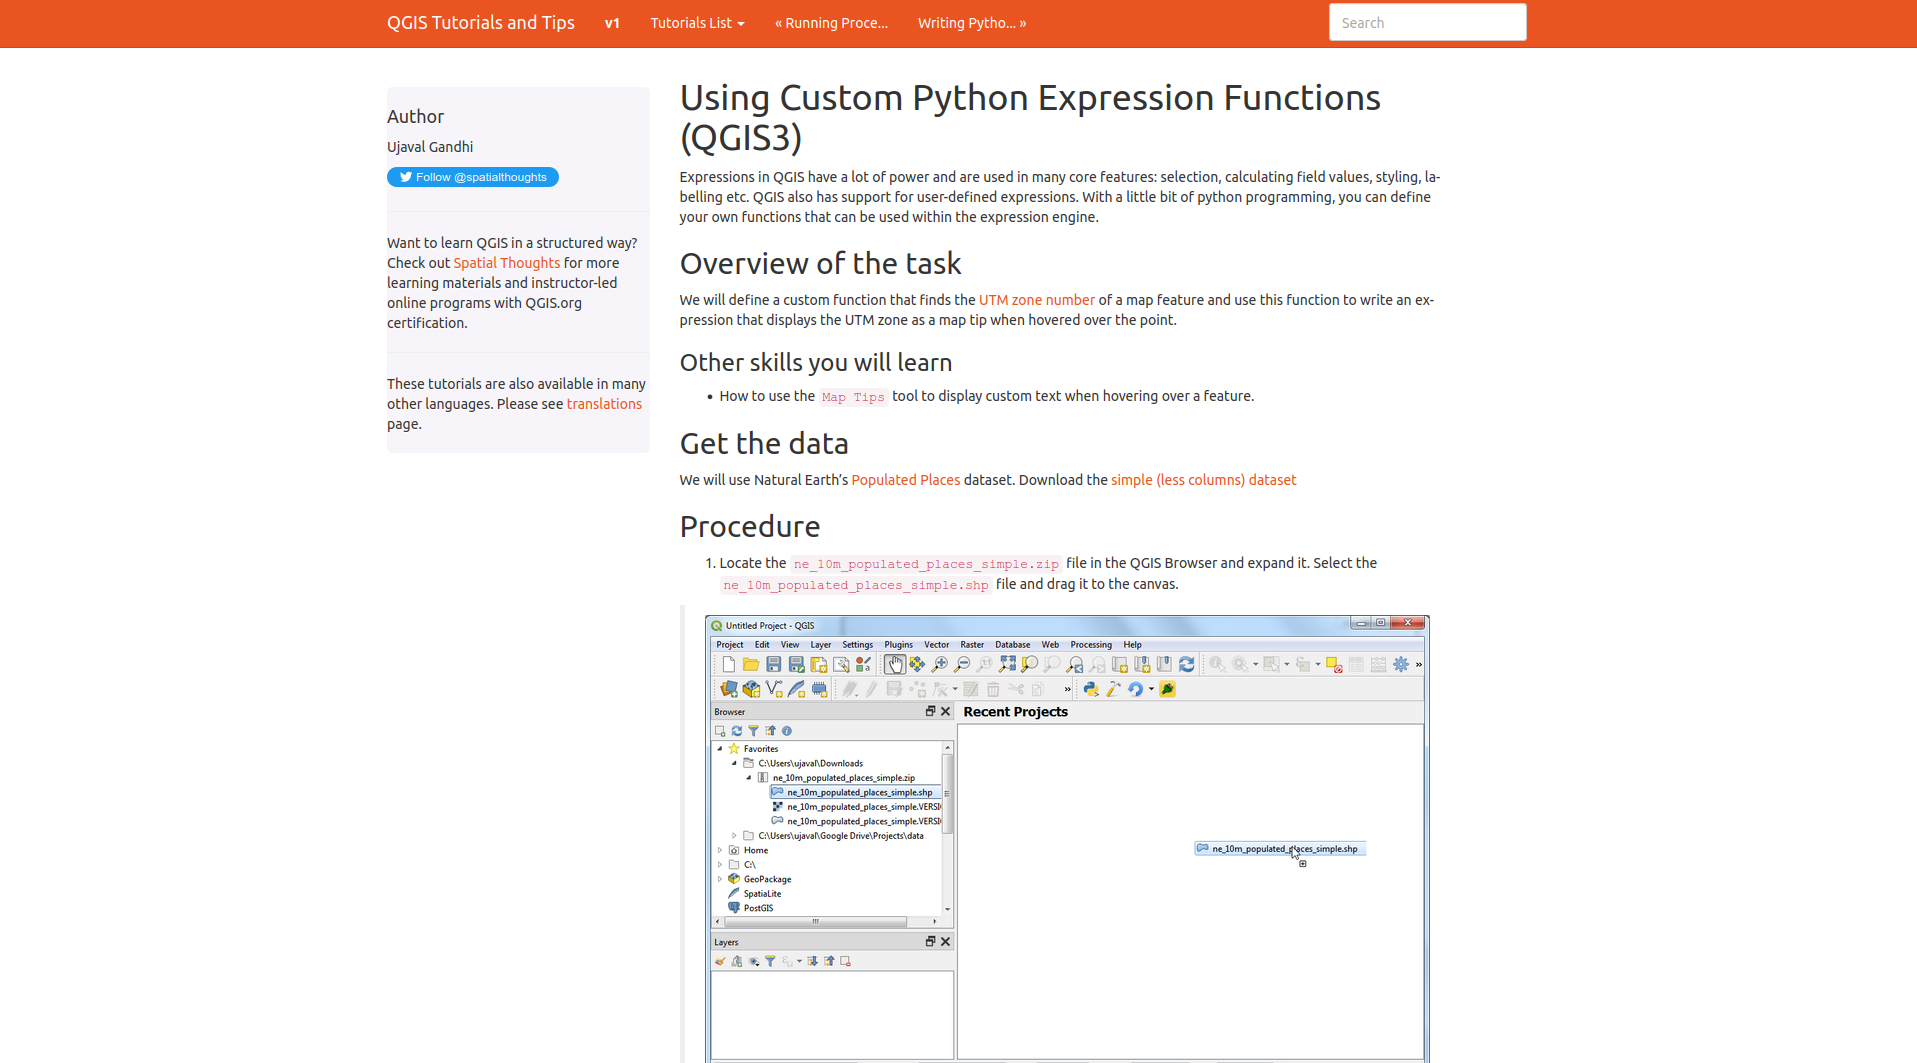 QGIS Tutorials and Tips v1 Tutorials List « Running Proce... Writing Pytho... » Search
Author
Ujaval Gandhi
Follow @spatialthoughts
Want to learn QGIS in a structured way?
Check out Spatial Thoughts for more
learning materials and instructor-led
online programs with QGIS.org
certification.
These tutorials are also available in many
other languages. Please see translations
page.
Using Custom Python Expression Functions
(QGIS3)
Expressions in QGIS have a lot of power and are used in many core features: selection, calculating field values, styling, la-
belling etc. QGIS also has support for user-defined expressions. With a little bit of python programming, you can define
your own functions that can be used within the expression engine.
Overview of the task
We will define a custom function that finds the UTM zone number of a map feature and use this function to write an ex-
pression that displays the UTM zone as a map tip when hovered over the point.
Other skills you will learn
• How to use the Map Tips tool to display custom text when hovering over a feature.
Get the data
We will use Natural Earth’s Populated Places dataset. Download the simple (less columns) dataset
Procedure
1. Locate the ne_10m_populated_places_simple.zip file in the QGIS Browser and expand it. Select the
ne_10m_populated_places_simple.shp file and drag it to the canvas.
Untitled Project - QGIS
Project Edit View Layer Settings Plugins Vector Raster Database Web Processing Help
Browser
Favorites
C:\Users\ujaval\Downloads
ne_10m_populated_places_simple.zip
ne_10m_populated_places_simple.shp
ne_10m_populated_places_simple.VERSI
ne_10m_populated_places_simple.VERSI
C:\Users\ujaval\Google Drive\Projects\data
Home
C:\
GeoPackage
SpatiaLite
PostGIS
Layers
Recent Projects
ne_10m_populated_places_simple.shp